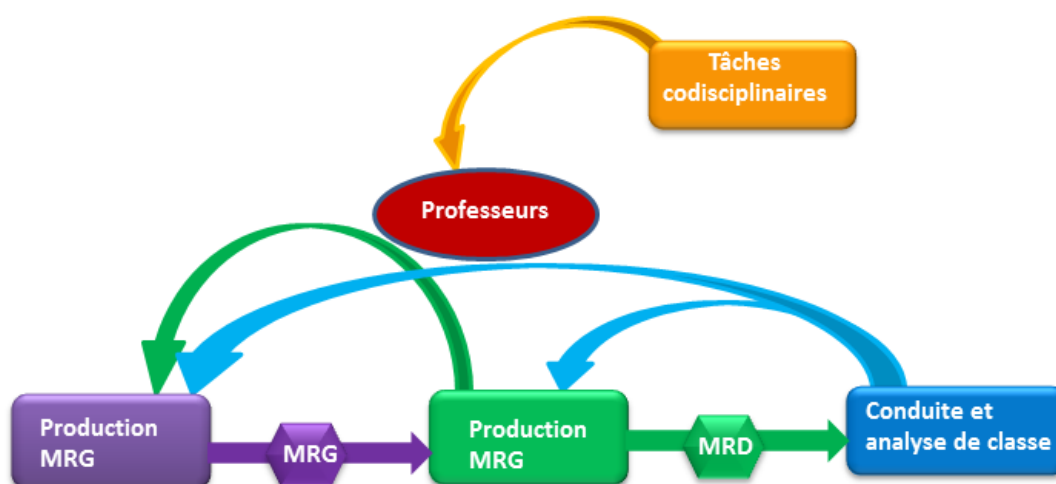 Tâches
codisciplinaires
Professeurs
Production
MRG
MRG
Production
MRG
MRD
Conduite et
analyse de classe